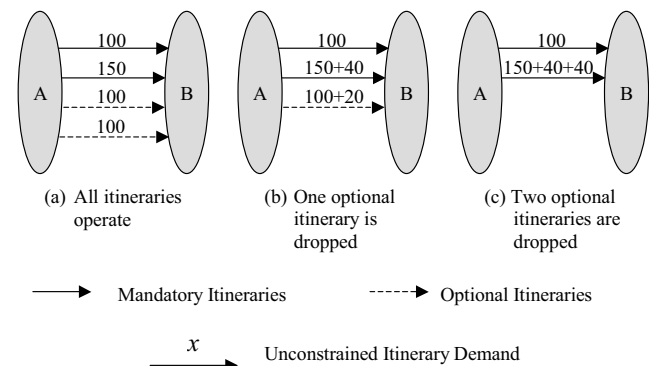 100
150
100
100
A
B
(a) All itineraries
operate
100
150+40
100+20
A
B
(b) One optional
itinerary is
dropped
100
150+40+40
A
B
(c) Two optional
itineraries are
dropped
Mandatory Itineraries
Optional Itineraries
x
Unconstrained Itinerary Demand